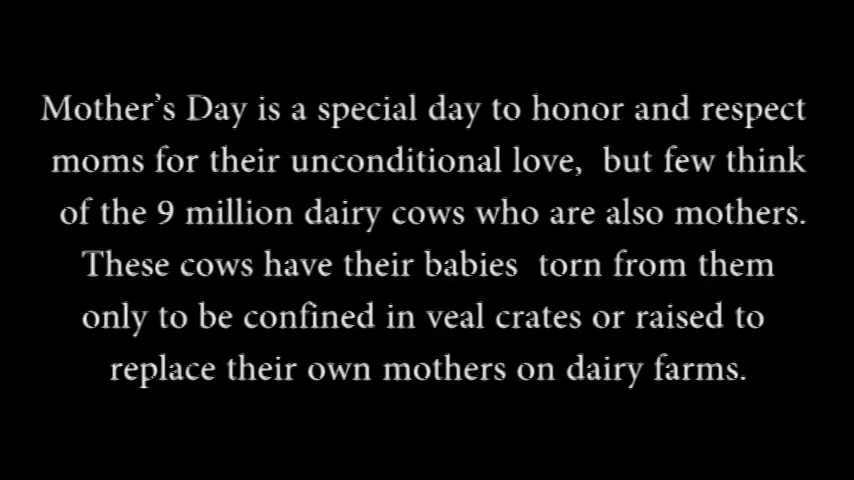 Mother's Day is a special day to honor and respect
moms for their unconditional love, but few think
of the 9 million dairy cows who are also mothers.
These cows have their babies torn from them
only to be confined in veal crates or raised to
replace their own mothers on dairy farms.